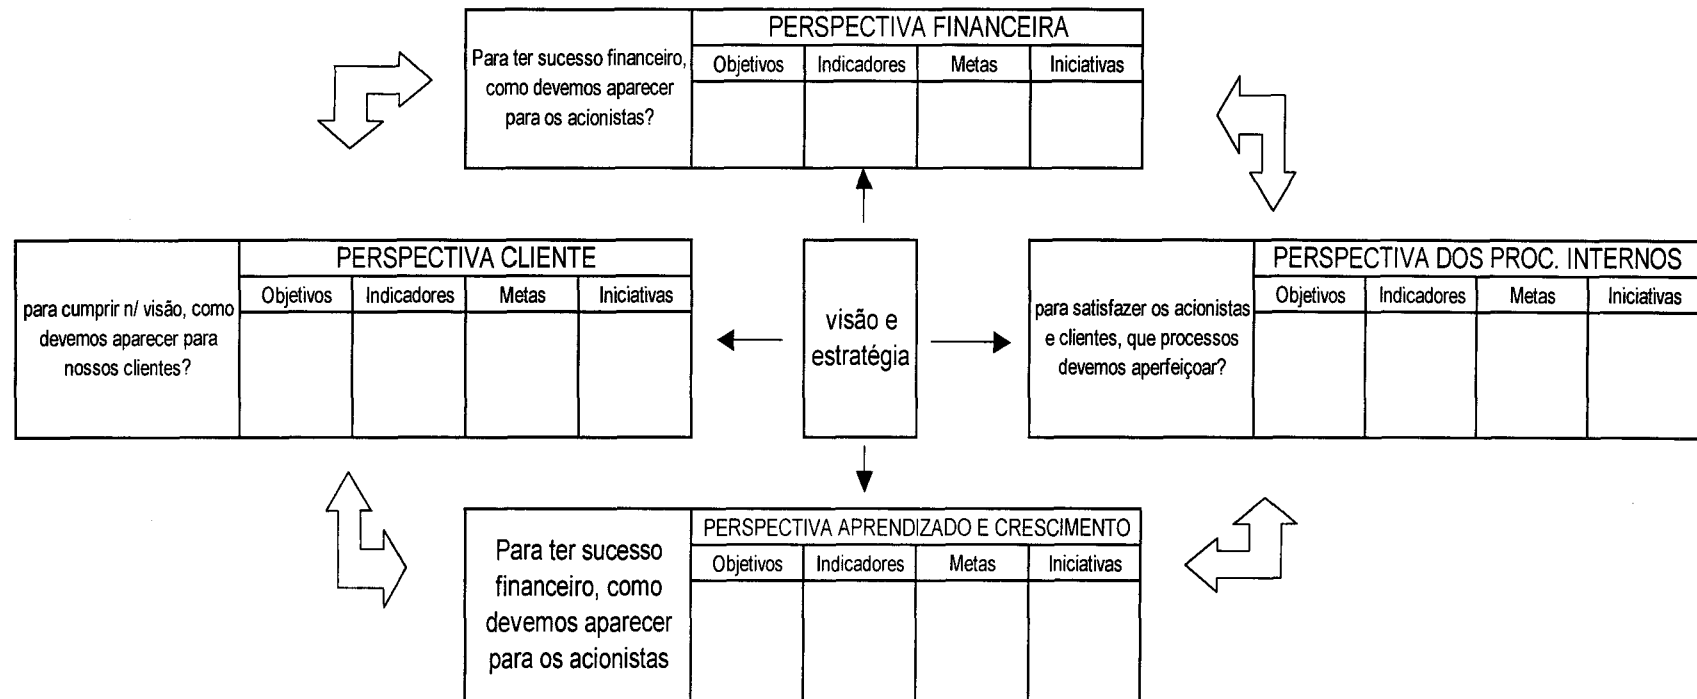 PERSPECTIVA FINANCEIRA
Para ter sucesso financeiro,
como devemos aparecer
para os acionistas?
Objetivos Indicadores Metas Iniciativas
PERSPECTIVA CLIENTE
para cumprir n/ visão, como
devemos aparecer para
nossos clientes?
Objetivos Indicadores Metas Iniciativas
visão e
estratégia
PERSPECTIVA DOS PROC. INTERNOS
para satisfazer os acionistas
e clientes, que processos
devemos aperfeiçoar?
Objetivos Indicadores Metas Iniciativas
PERSPECTIVA APRENDIZADO E CRESCIMENTO
Para ter sucesso
financeiro, como
devemos aparecer
para os acionistas
Objetivos Indicadores Metas Iniciativas